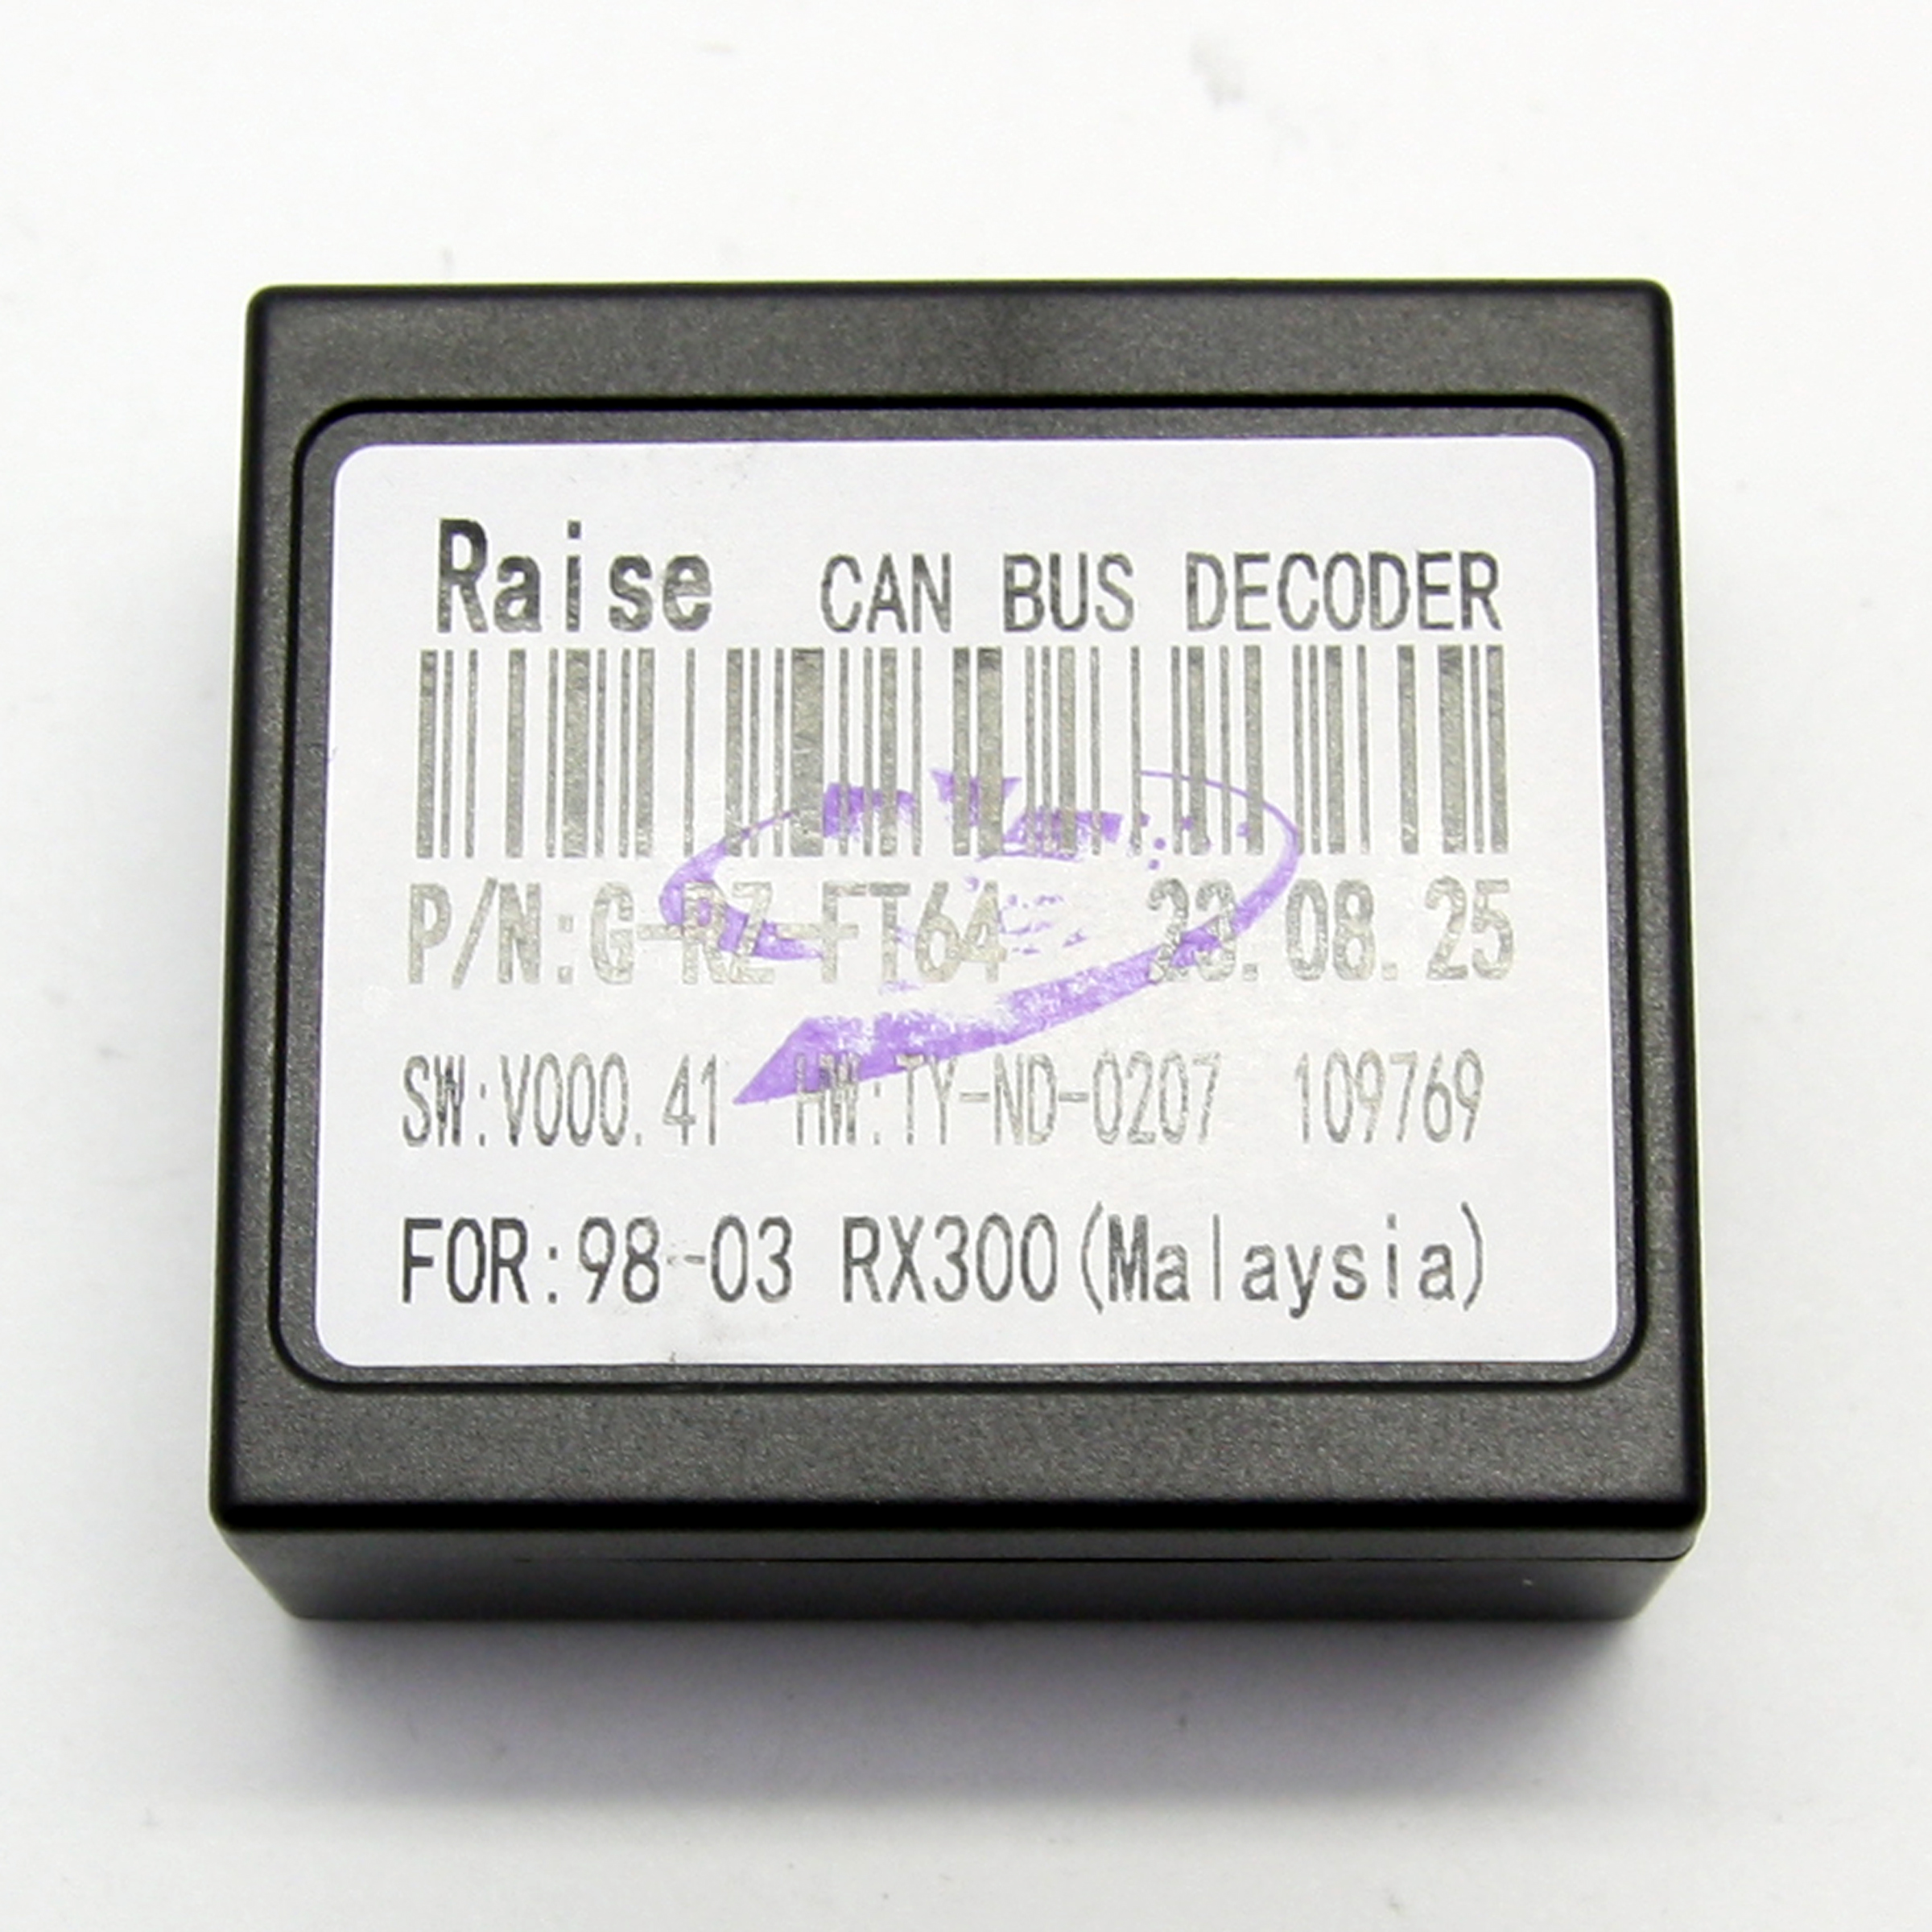 Raise CAN BUS DECODER
P/N:G-RZ-FT64 23.08.25
SW:V000.41 HW:TY-ND-0207 109769
FOR:98-03 RX300(Malaysia)